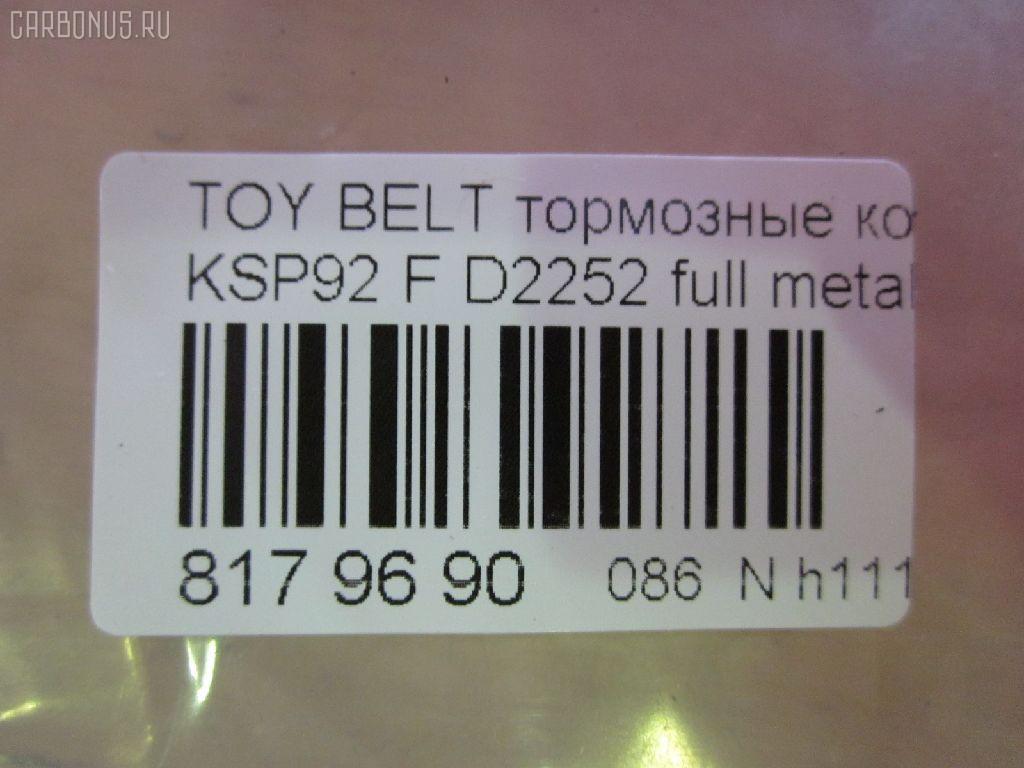 CARBONUS.RU
TOY BELT тормозные ко
KSP92 F D2252 full metal
817 96 90 086 N h111